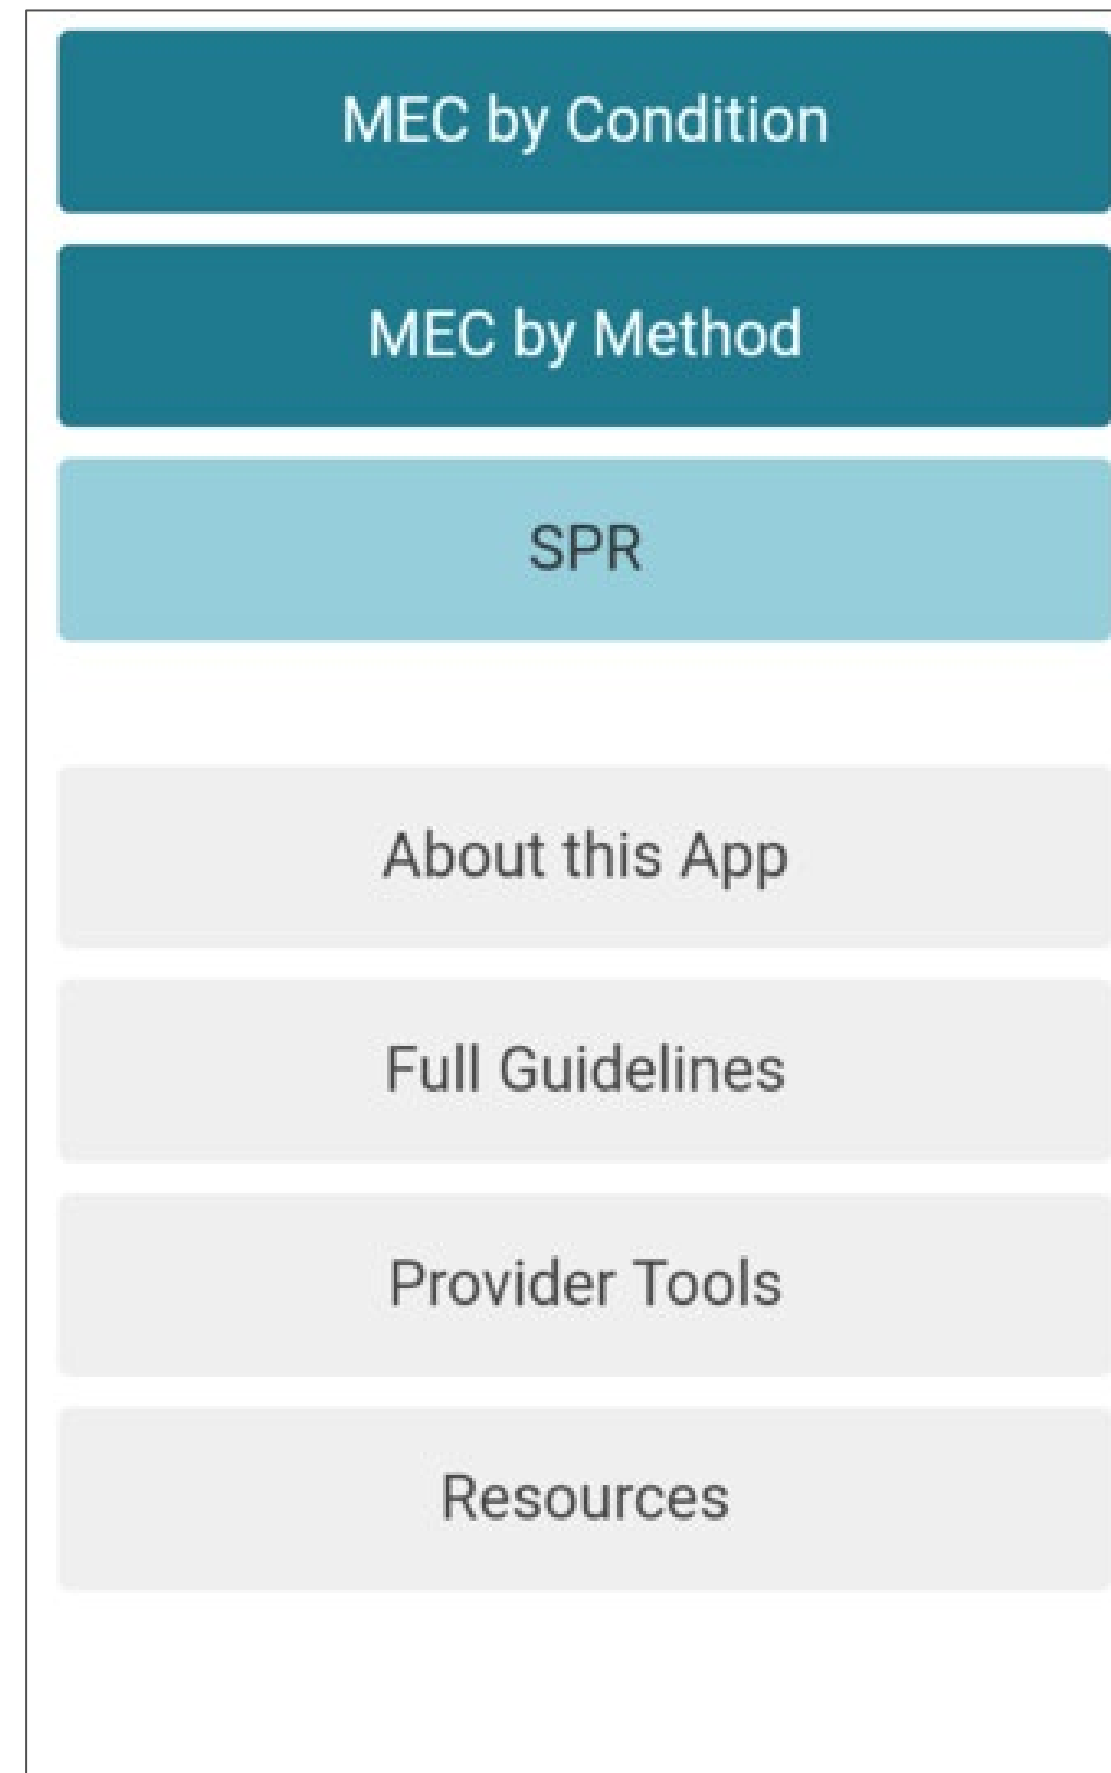 MEC by Condition
MEC by Method
SPR
About this App
Full Guidelines
Provider Tools
Resources